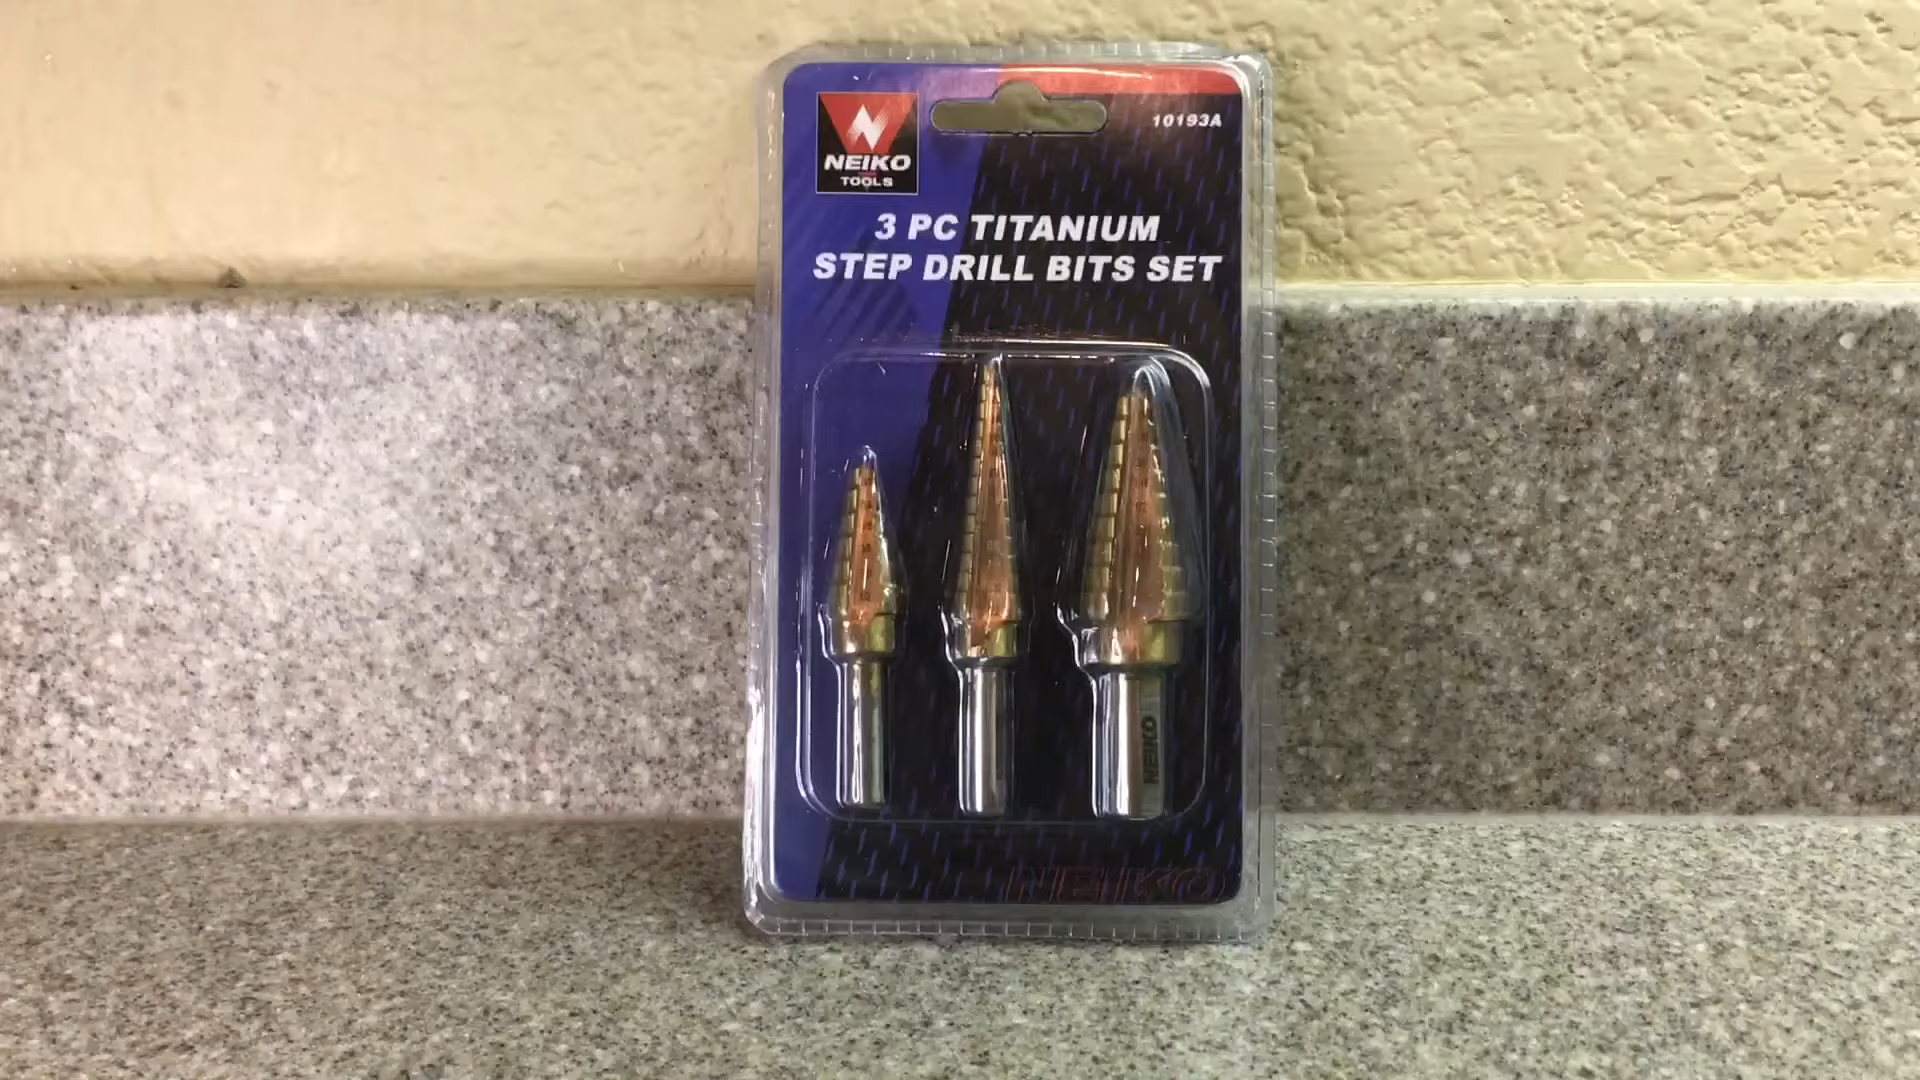 NEIKO
TOOLS
10193A
3 PC TITANIUM
STEP DRILL BITS SET
NEIKO
NEIKO